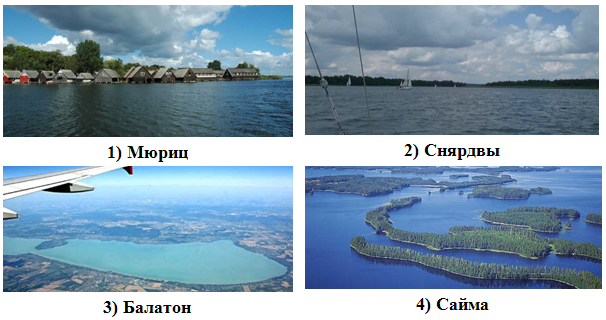 1) Мюриц
2) Снярдвы
3) Балатон
4) Сайма